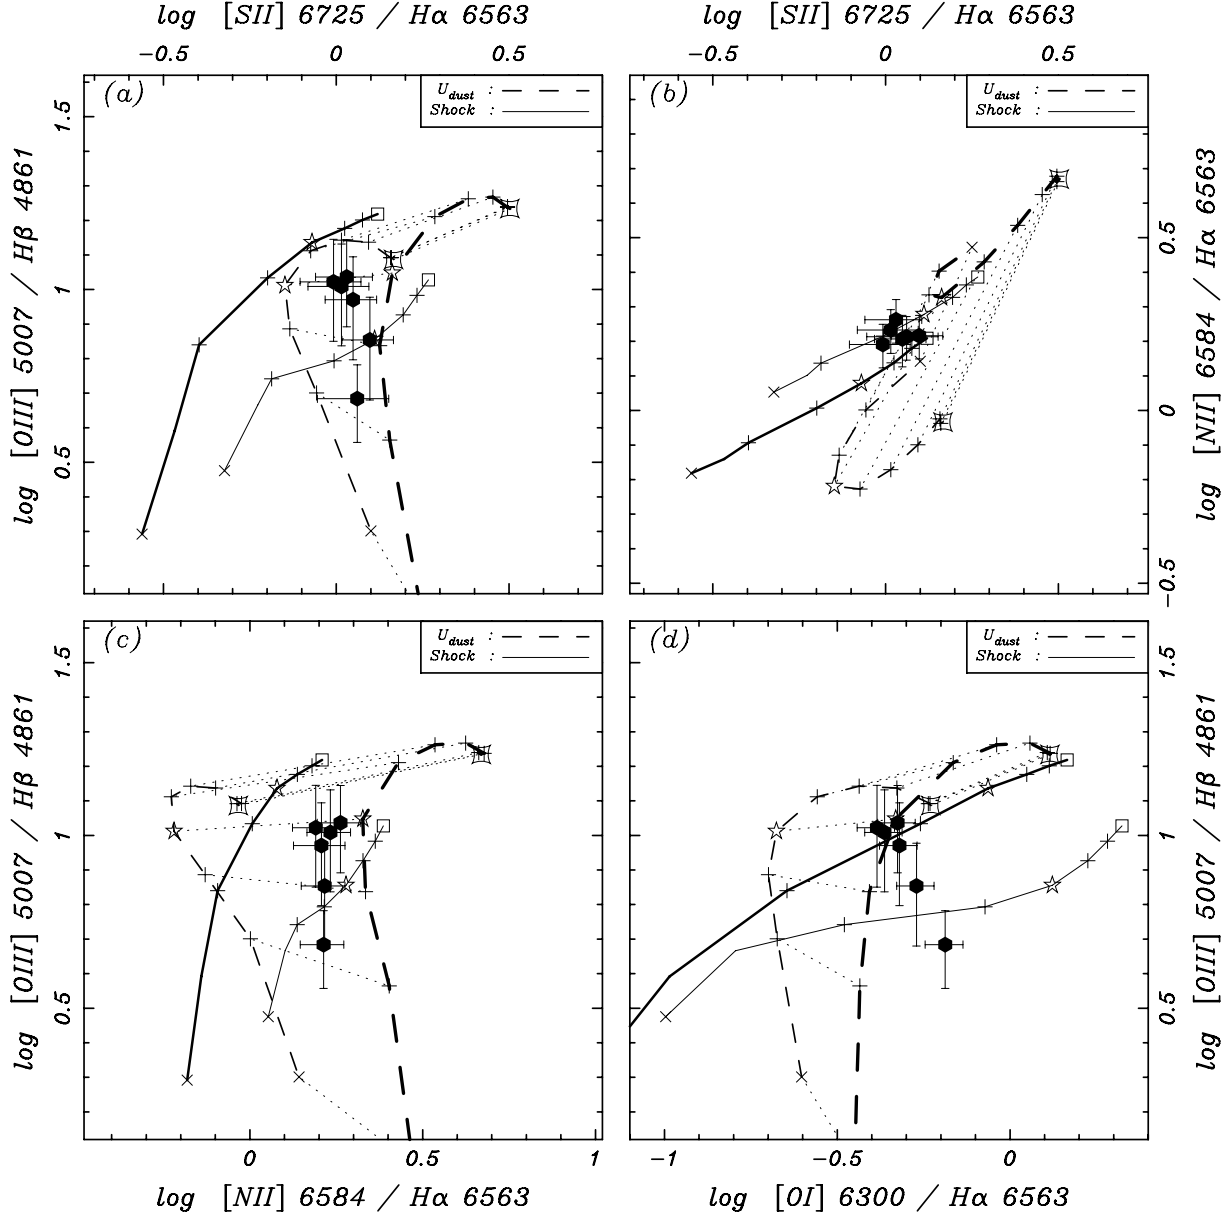 log [SII] 6725 / Hα 6563
log [SII] 6725 / Hα 6563
−0.5 0 0.5
−0.5 0 0.5
(a)
U_dust :
Shock :
(b)
U_dust :
Shock :
log [OIII] 5007 / Hβ 4861
0.5 1 1.5
log [NII] 6584 / Hα 6563
−0.5 0 0.5
(c)
U_dust :
Shock :
(d)
U_dust :
Shock :
log [OIII] 5007 / Hβ 4861
0.5 1 1.5
log [OIII] 5007 / Hβ 4861
0.5 1 1.5
0 0.5 1
−1 −0.5 0
log [NII] 6584 / Hα 6563
log [OI] 6300 / Hα 6563